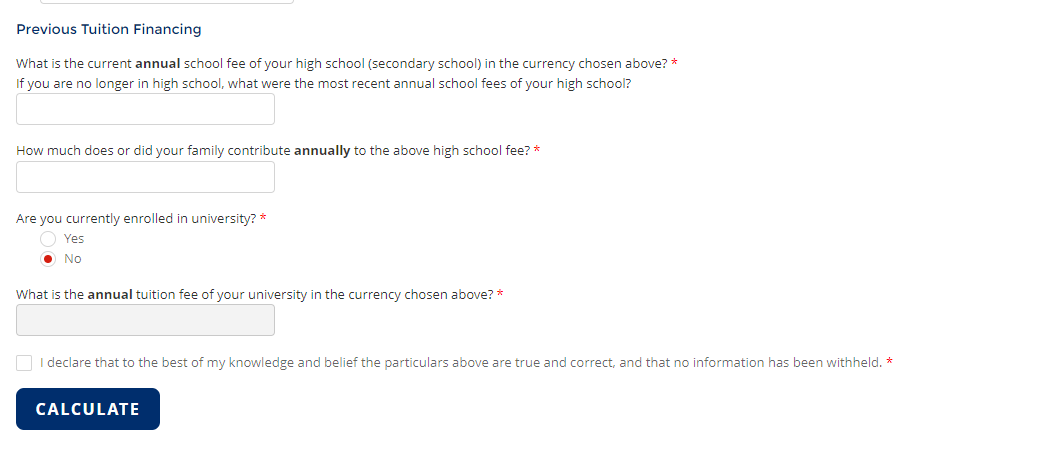 Previous Tuition Financing
What is the current annual school fee of your high school (secondary school) in the currency chosen above? *
If you are no longer in high school, what were the most recent annual school fees of your high school?
How much does or did your family contribute annually to the above high school fee? *
Are you currently enrolled in university? *
Yes
No
What is the annual tuition fee of your university in the currency chosen above? *
I declare that to the best of my knowledge and belief the particulars above are true and correct, and that no information has been withheld. *
CALCULATE